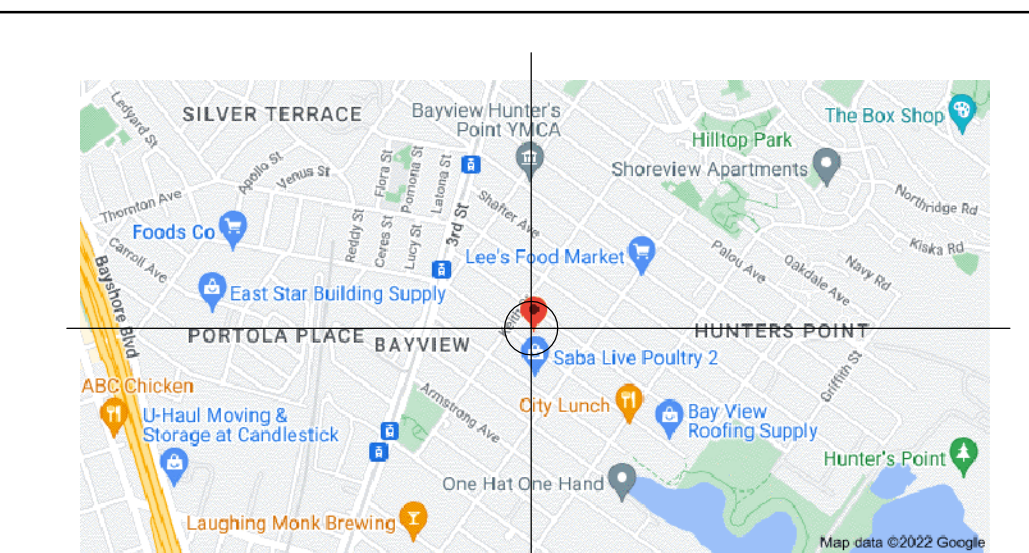 SILVER TERRACE
Bayview Hunter's
Point YMCA
The Box Shop
Hilltop Park
Shoreview Apartments
Ledyard St
Apollo St
Venus St
Flora St
Pomona St
Latona St
Thornton Ave
Shafter Ave
Northridge Rd
Foods Co
Reddy St
Ceres St
Lucy St
3rd St
Carroll Ave
Lee's Food Market
Palou Ave
Oakdale Ave
Navy Rd
Kiska Rd
Bayshore Blvd
East Star Building Supply
PORTOLA PLACE
BAYVIEW
HUNTERS POINT
Saba Live Poultry 2
Griffith St
ABC Chicken
U-Haul Moving &
Storage at Candlestick
Armstrong Ave
City Lunch
Bay View
Roofing Supply
Hunter's Point
One Hat One Hand
Laughing Monk Brewing
Map data ©2022 Google